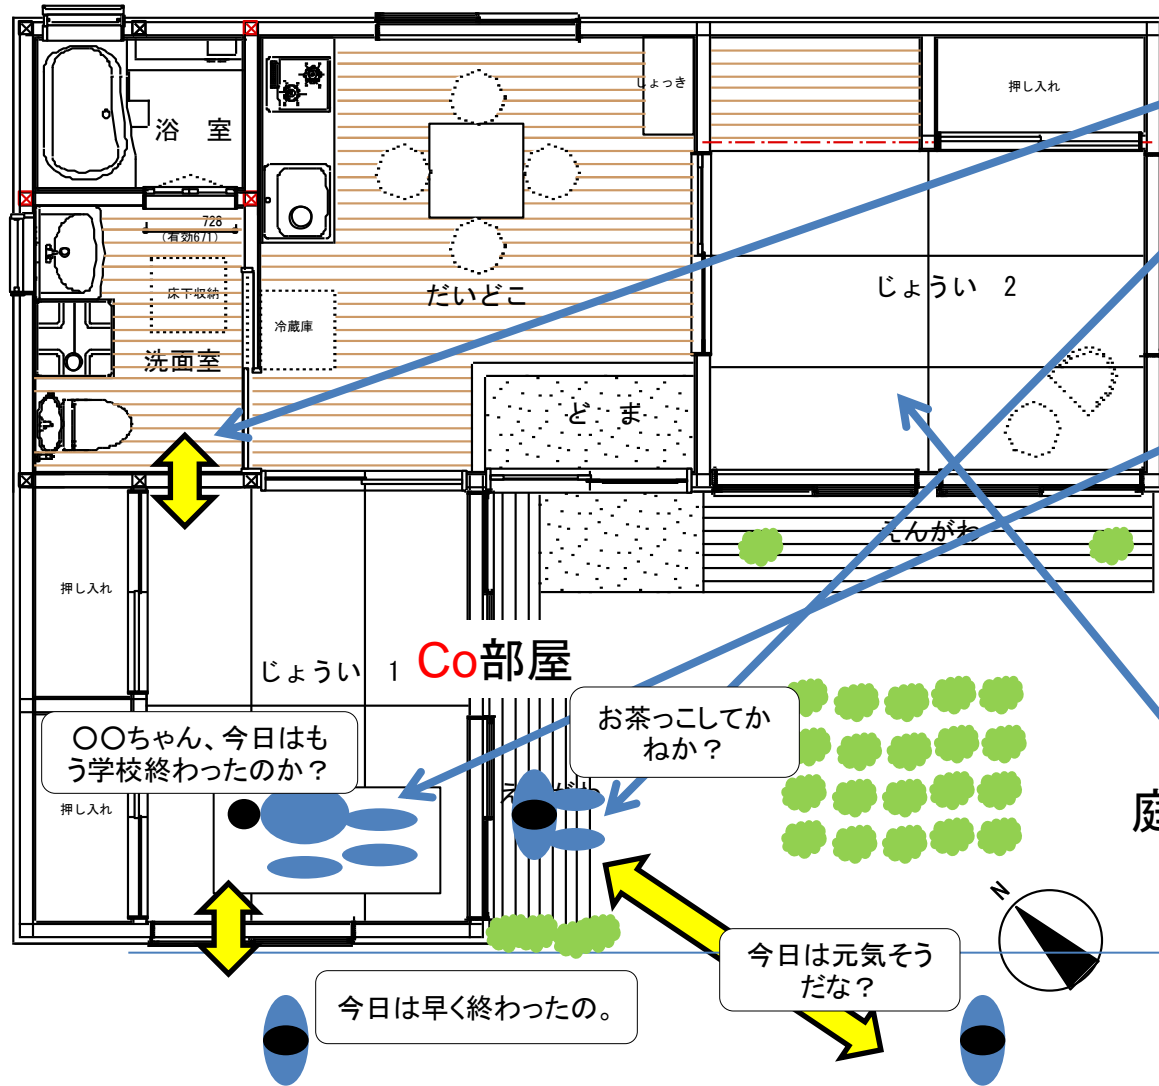 じょっき
押し入れ
浴 室
728
(有効671)
床下収納
冷蔵庫
だいどこ
じょうい 2
洗面室
ど ま
えんがわ
押し入れ
じょうい 1
Co部屋
〇〇ちゃん、今日はも
う学校終わったのか？
お茶っこしてか
ねか？
押し入れ
庭
N
今日は元気そう
だな？
今日は早く終わったの。